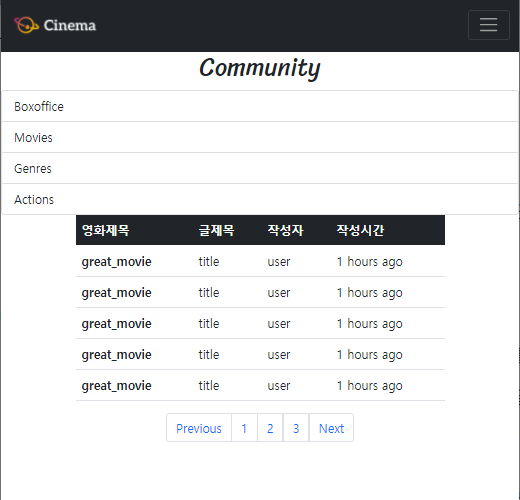 Cinema
Community
Boxoffice
Movies
Genres
Actions
영화제목 글제목 작성자 작성시간
great_movie title user 1 hours ago
great_movie title user 1 hours ago
great_movie title user 1 hours ago
great_movie title user 1 hours ago
great_movie title user 1 hours ago
Previous 1 2 3 Next